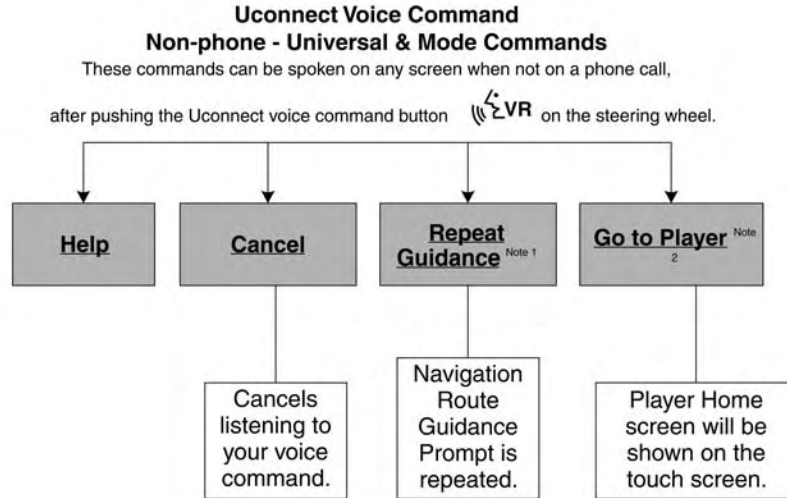 Uconnect Voice Command
Non-phone - Universal & Mode Commands
These commands can be spoken on any screen when not on a phone call,
after pushing the Uconnect voice command button VR on the steering wheel.
Help
Cancel
Repeat
Guidance Note 1
Go to Player Note
2
Cancels
listening to
your voice
command.
Navigation
Route
Guidance
Prompt is
repeated.
Player Home
screen will be
shown on the
touch screen.